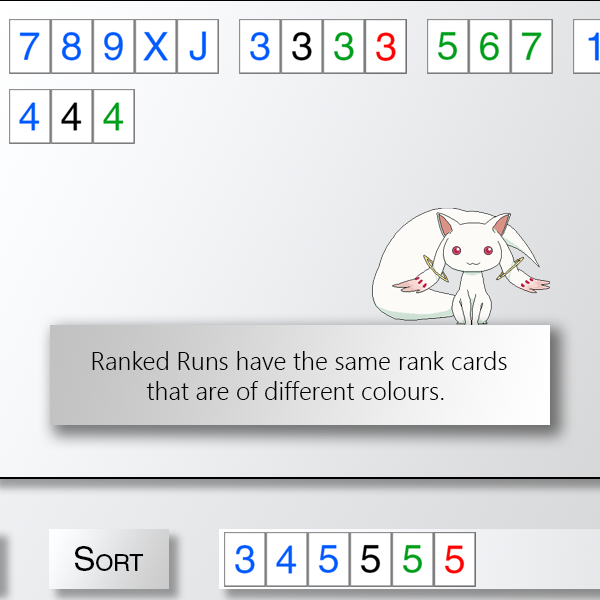 7 8 9 X J 3 3 3 3 5 6 7 1
4 4 4
Ranked Runs have the same rank cards
that are of different colours.
SORT 3 4 5 5 5 5